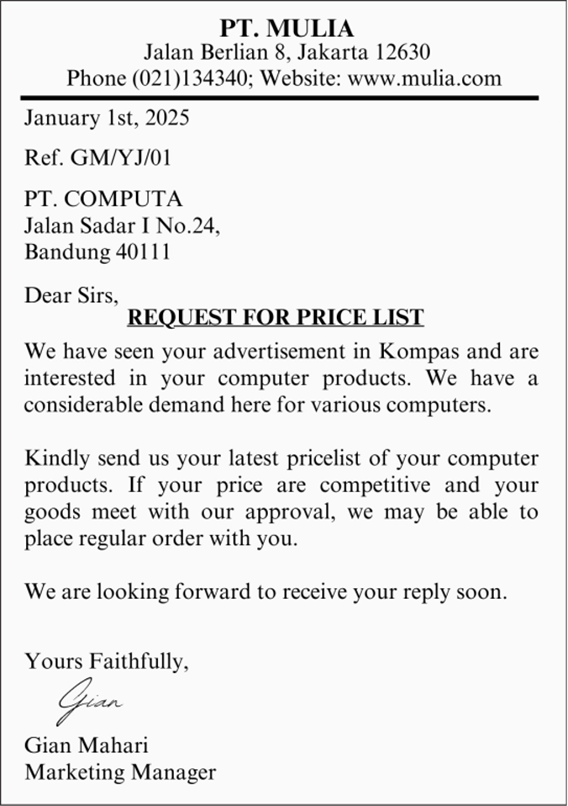 PT. MULIA
Jalan Berlian 8, Jakarta 12630
Phone (021)134340; Website: www.mulia.com
January 1st, 2025
Ref. GM/YJ/01
PT. COMPUTA
Jalan Sadar I No.24,
Bandung 40111
Dear Sirs,
REQUEST FOR PRICE LIST
We have seen your advertisement in Kompas and are
interested in your computer products. We have a
considerable demand here for various computers.
Kindly send us your latest pricelist of your computer
products. If your price are competitive and your
goods meet with our approval, we may be able to
place regular order with you.
We are looking forward to receive your reply soon.
Yours Faithfully,
Gian
Gian Mahari
Marketing Manager